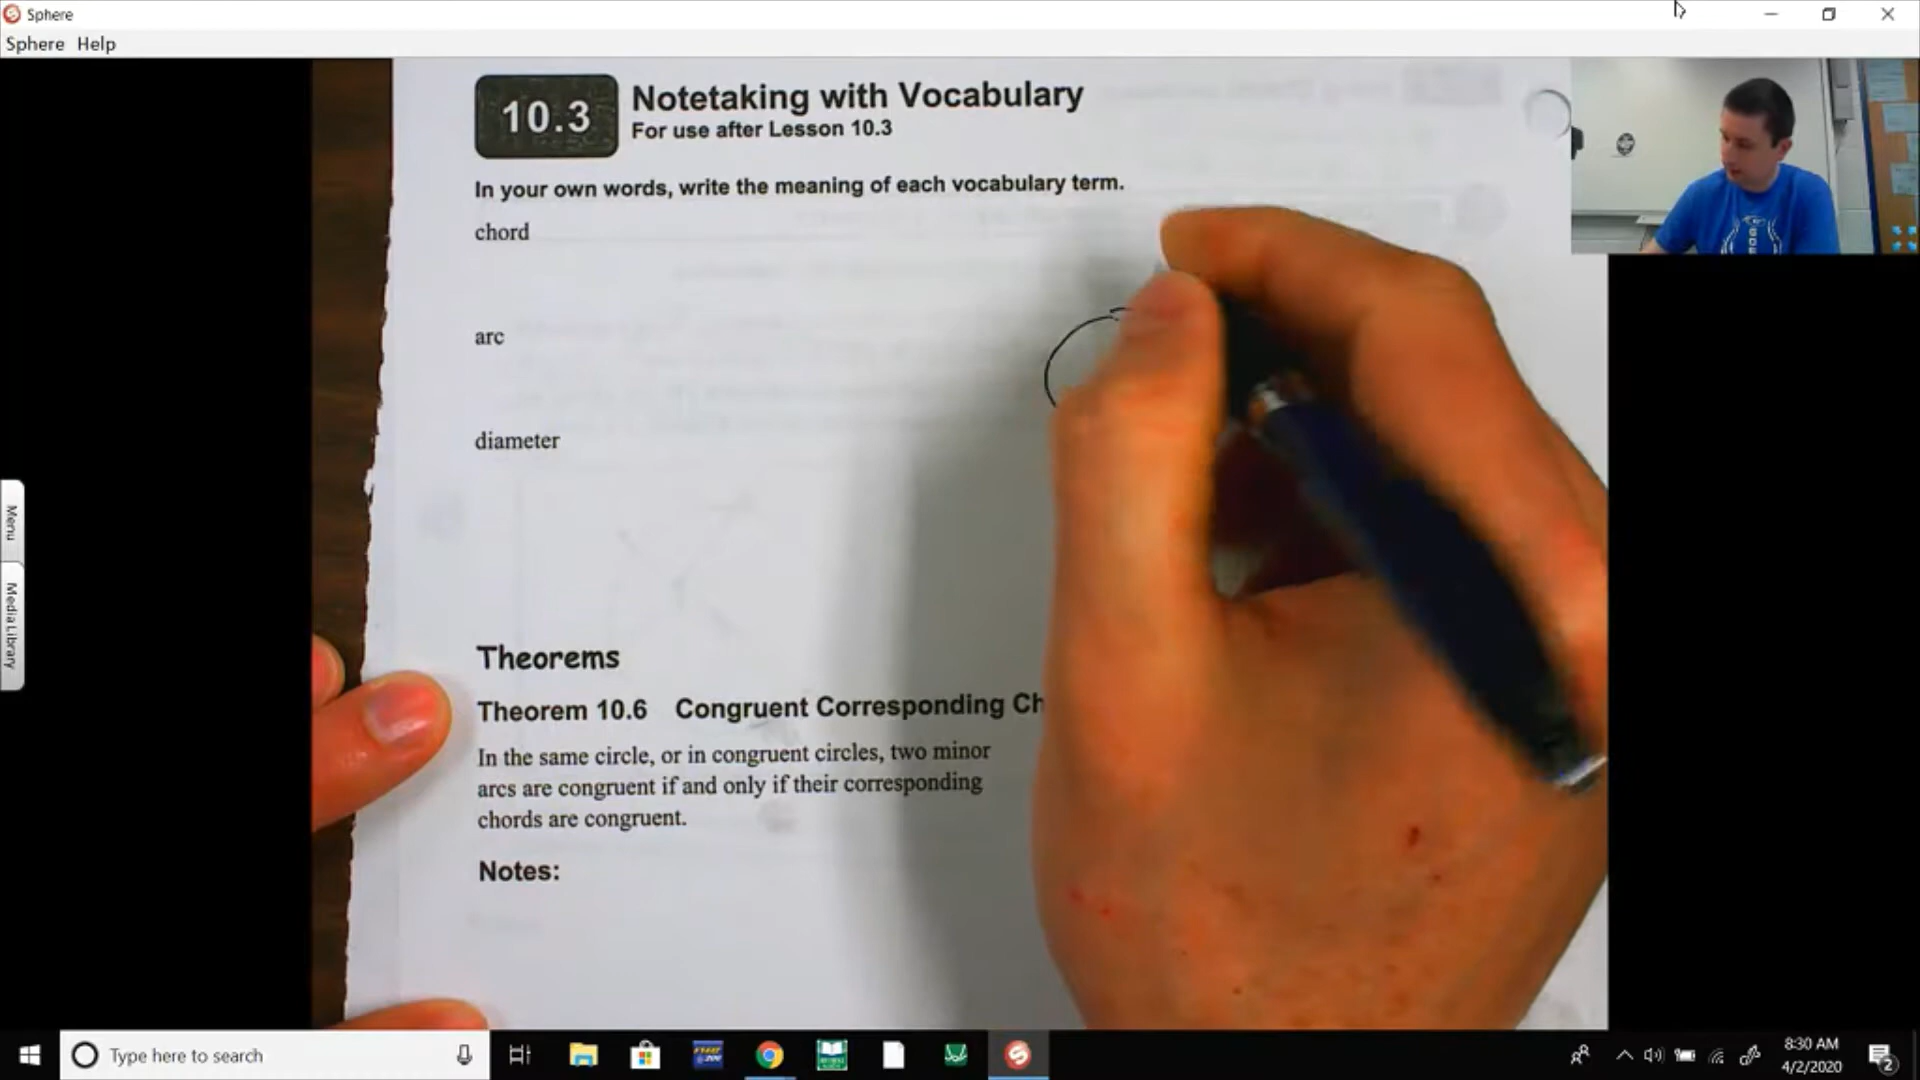 Sphere
Sphere Help
10.3 Notetaking with Vocabulary
For use after Lesson 10.3
In your own words, write the meaning of each vocabulary term.
chord
arc
diameter
Menu
Media Library
Theorems
Theorem 10.6 Congruent Corresponding Ch
In the same circle, or in congruent circles, two minor
arcs are congruent if and only if their corresponding
chords are congruent.
Notes:
Type here to search
8:30 AM
4/2/2020
2